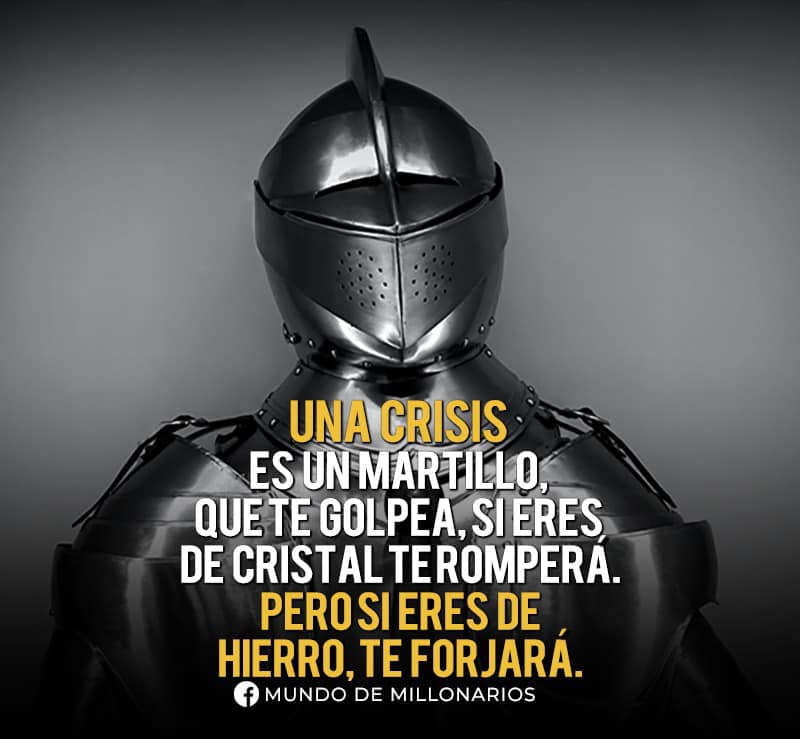 UNA CRISIS
ES UN MARTILLO,
QUE TE GOLPEA, SI ERES
DE CRISTAL TE ROMPERÁ.
PERO SI ERES DE
HIERRO, TE FORJARÁ.
MUNDO DE MILLONARIOS